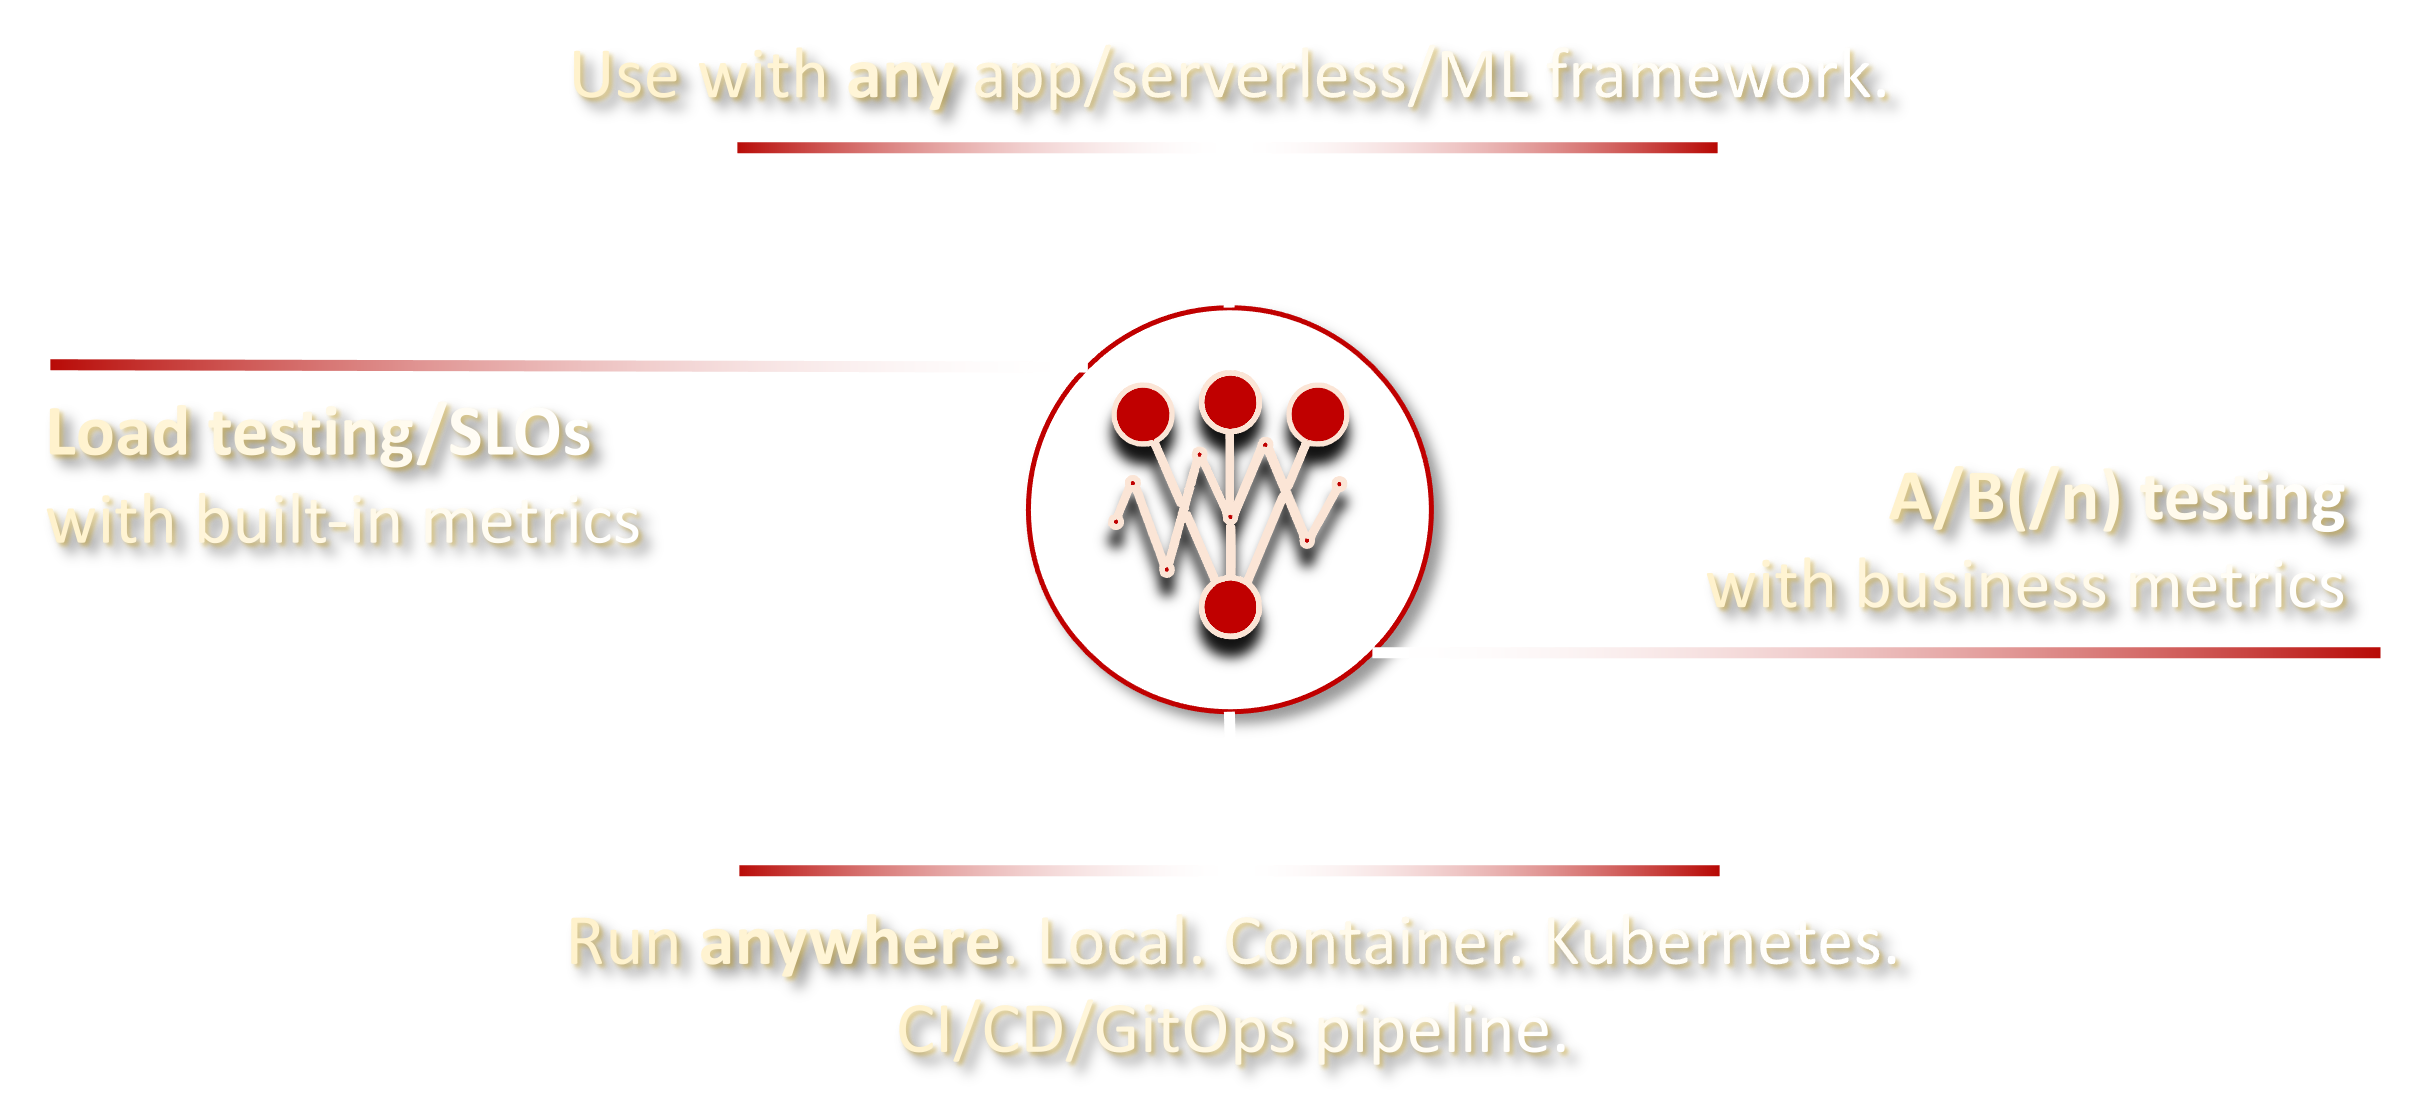 Use with any app/serverless/ML framework.
Load testing/SLOs
with built-in metrics
A/B(/n) testing
with business metrics
Run anywhere. Local. Container. Kubernetes.
CI/CD/GitOps pipeline.